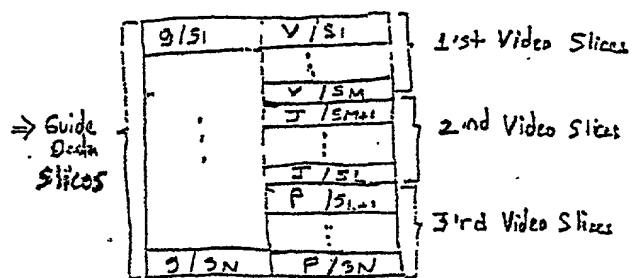 g/S1 V/S1
1'st Video Slices
V/SM
J/SM+1
⇒ Guide
Data
Slices
2'nd Video Slices
J/SL
P/SL+1
3'rd Video Slices
g/SN P/SN